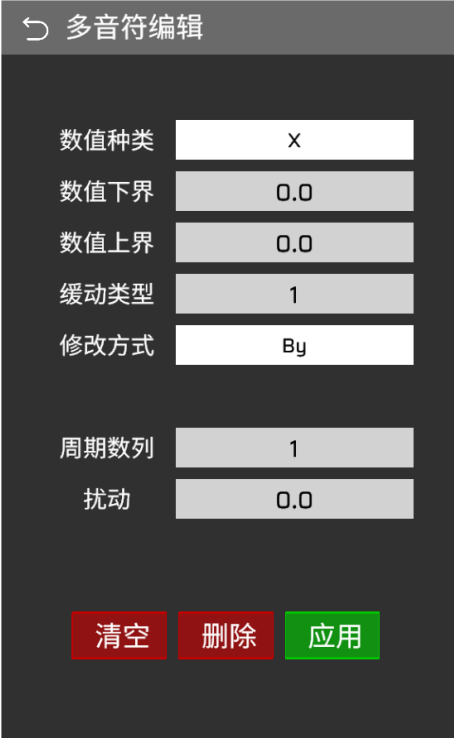 多音符编辑
数值种类 X
数值下界 0.0
数值上界 0.0
缓动类型 1
修改方式 By
周期数列 1
扰动 0.0
清空 删除 应用